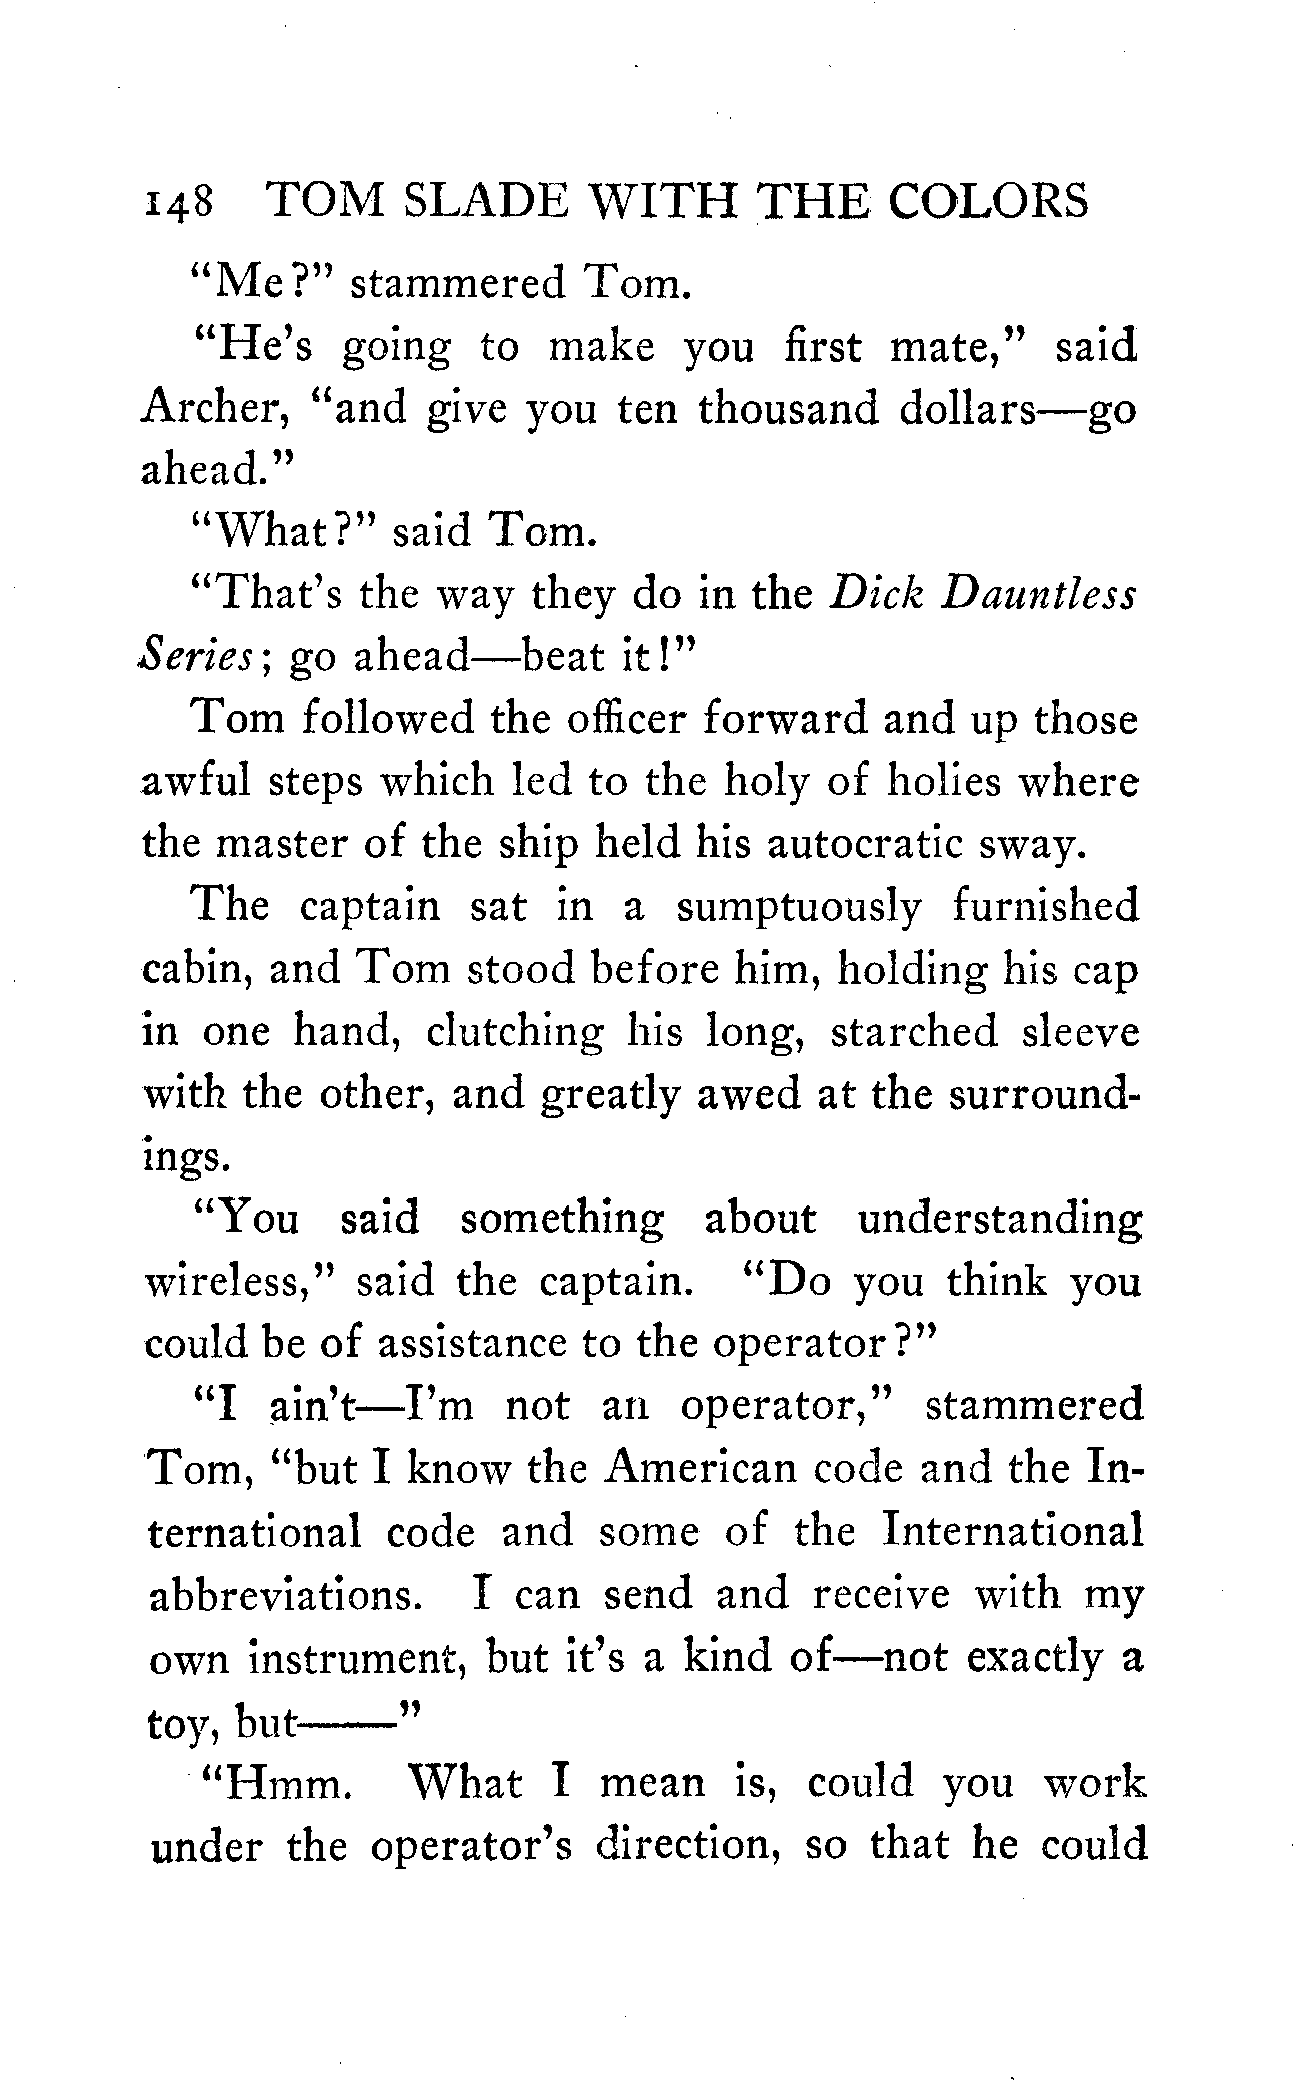 148 TOM SLADE WITH THE COLORS
“Me?” stammered Tom.
“He’s going to make you first mate,” said
Archer, “and give you ten thousand dollars—go
ahead.”
“What?” said Tom.
“That’s the way they do in the Dick Dauntless
Series; go ahead—beat it!”
Tom followed the officer forward and up those
awful steps which led to the holy of holies where
the master of the ship held his autocratic sway.
The captain sat in a sumptuously furnished
cabin, and Tom stood before him, holding his cap
in one hand, clutching his long, starched sleeve
with the other, and greatly awed at the surround-
ings.
“You said something about understanding
wireless,” said the captain. “Do you think you
could be of assistance to the operator?”
“I ain’t—I’m not an operator,” stammered
Tom, “but I know the American code and the In-
ternational code and some of the International
abbreviations. I can send and receive with my
own instrument, but it’s a kind of—not exactly a
toy, but——”
“Hmm. What I mean is, could you work
under the operator’s direction, so that he could